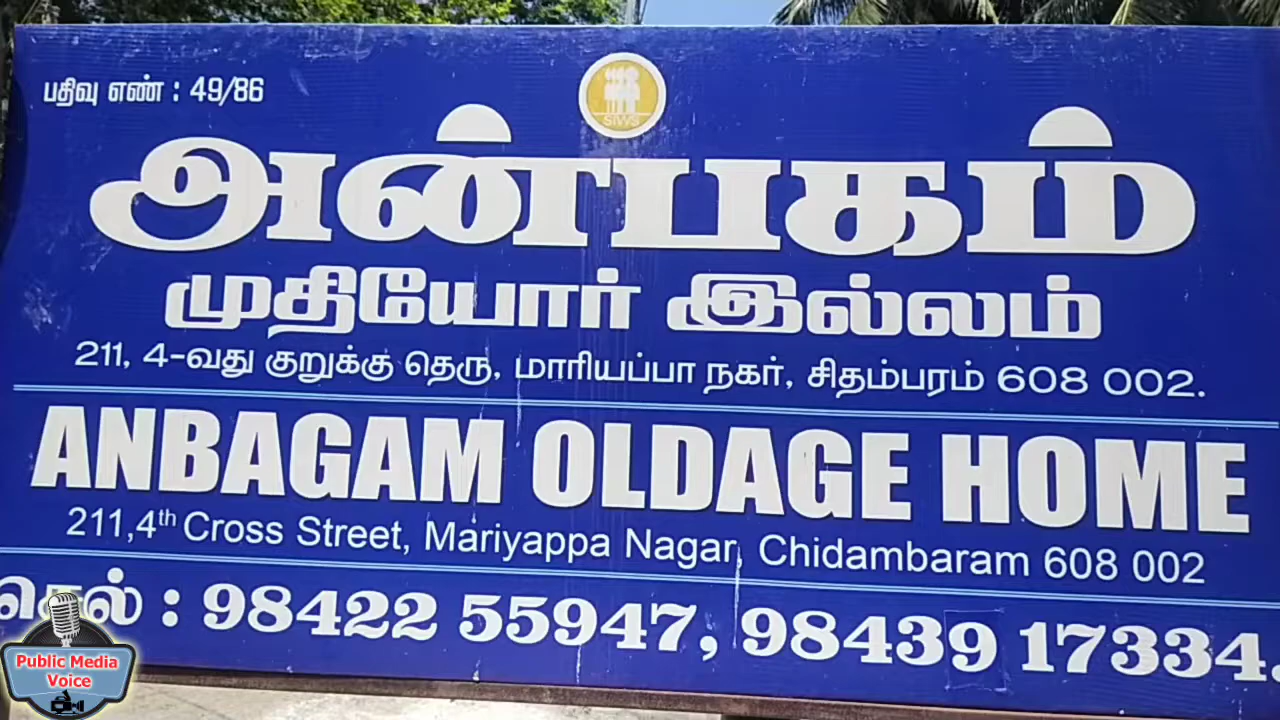 பதிவு எண் : 49/86
SIWS
அன்பகம்
முதியோர் இல்லம்
211, 4-வது குறுக்கு தெரு, மாரியப்பா நகர், சிதம்பரம் 608 002.
ANBAGAM OLDAGE HOME
211,4th Cross Street, Mariyappa Nagar, Chidambaram 608 002
செல் : 98422 55947, 98439 17334.
Public Media
Voice